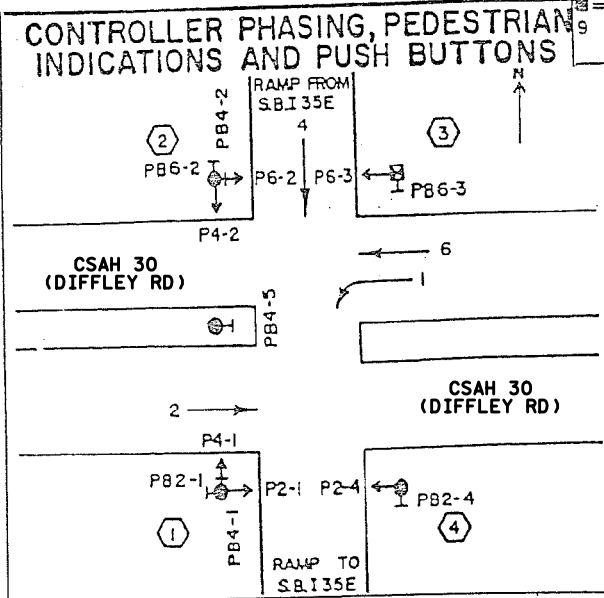 CONTROLLER PHASING, PEDESTRIAN
INDICATIONS AND PUSH BUTTONS
9
RAMP FROM
S.B.I35E
4
N
2
PB4-2
3
PB6-2
P6-2
P6-3
PB6-3
P4-2
6
CSAH 30
(DIFFLEY RD)
1
PB4-5
CSAH 30
(DIFFLEY RD)
2
P4-1
PB2-1
P2-1
P2-4
PB2-4
1
PB4-1
4
RAMP TO
S.B.I35E